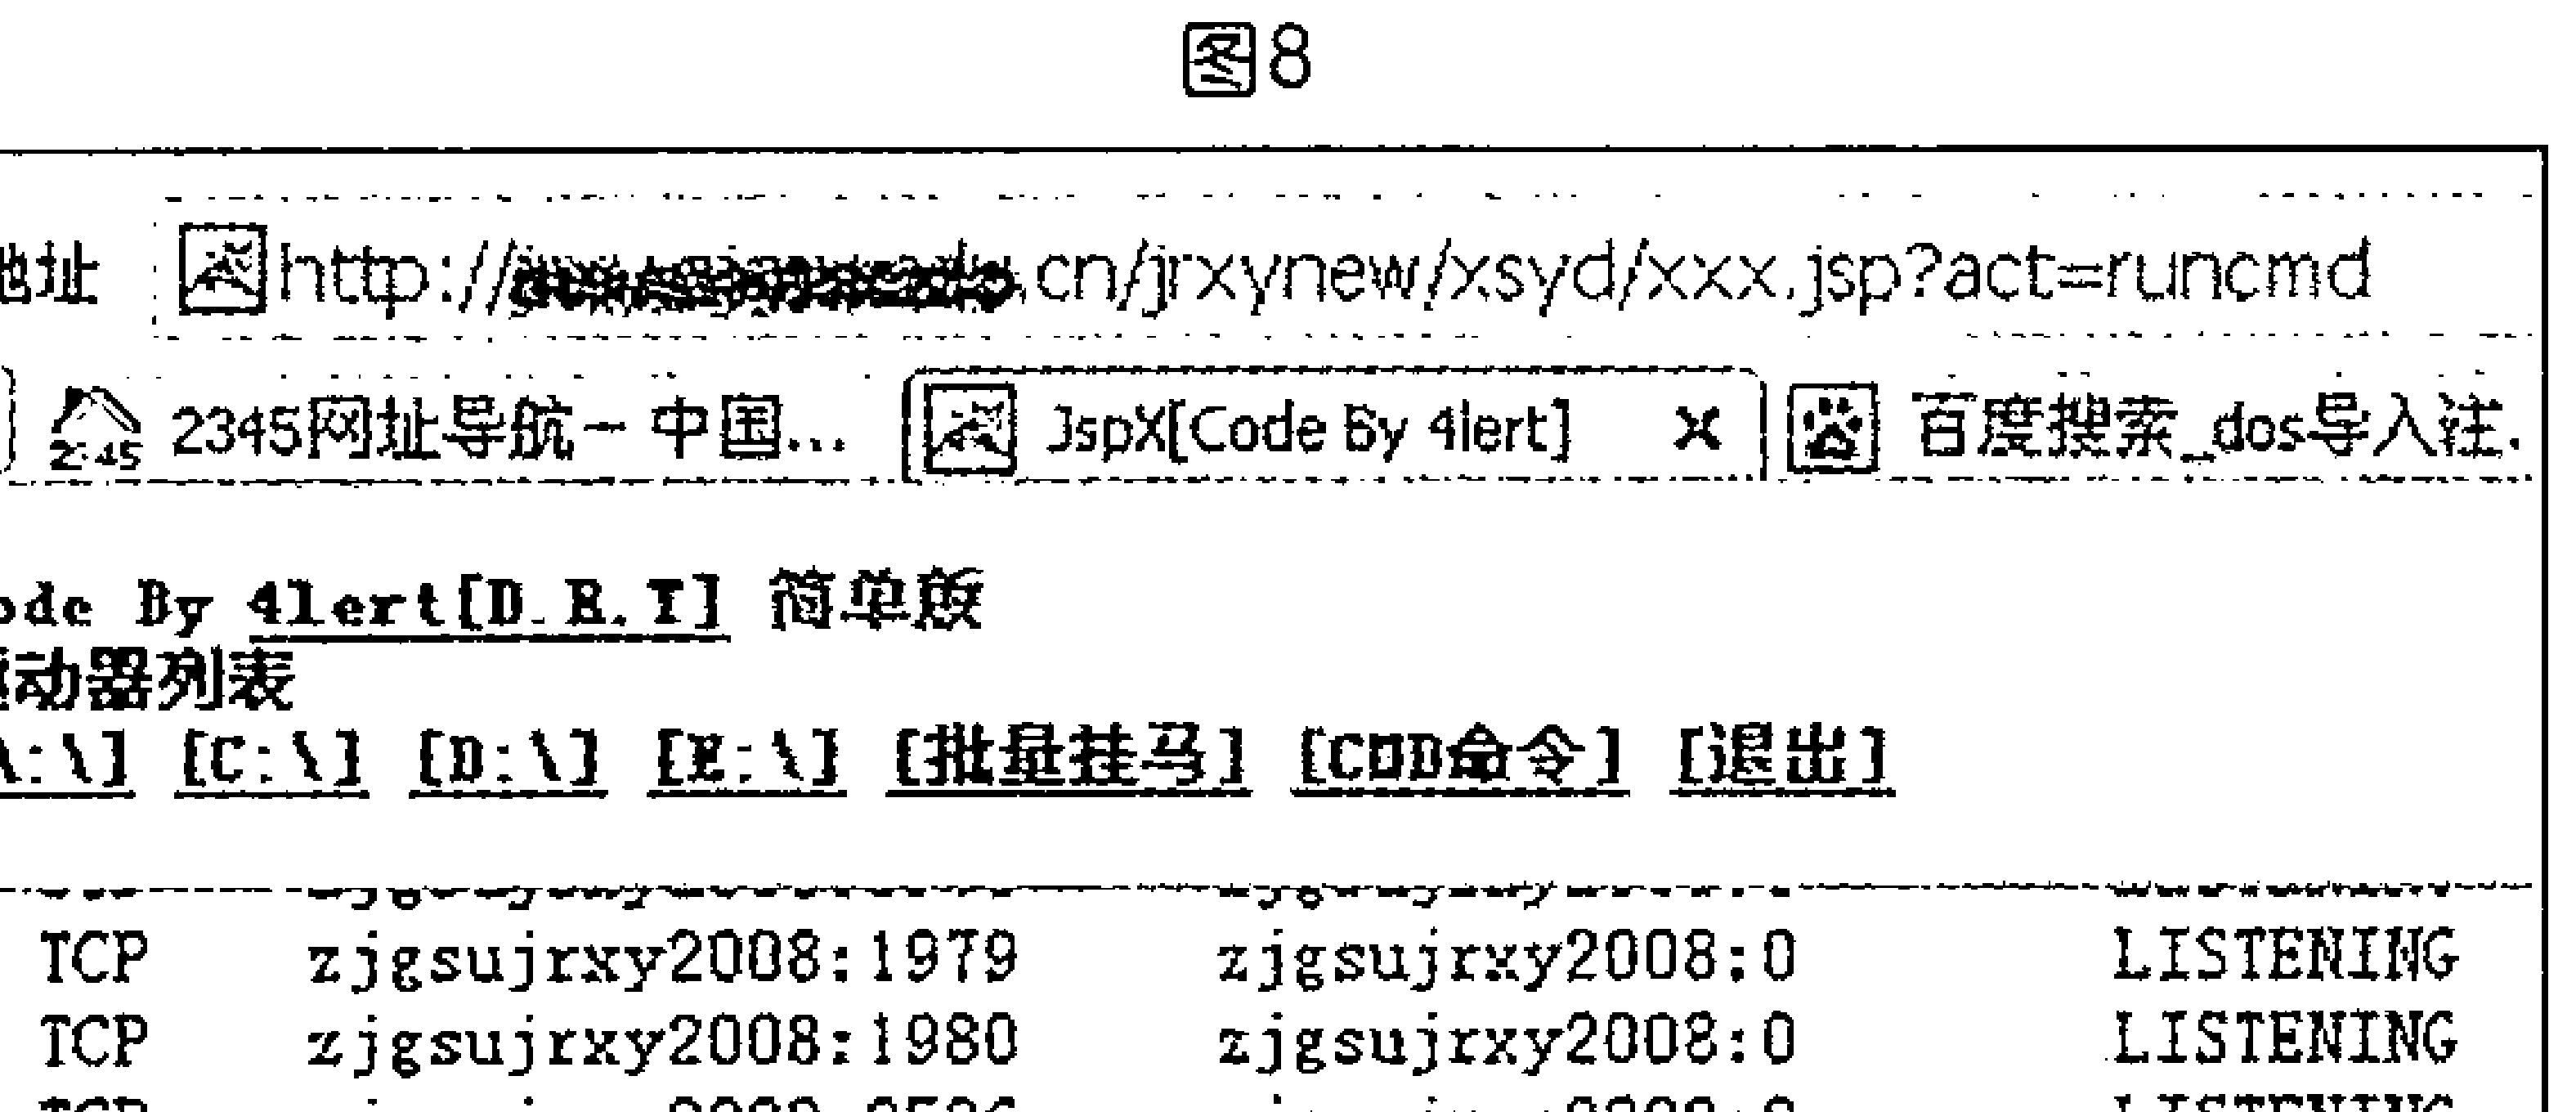 图8
地址 http:// .cn/jrxynew/xsyd/xxx.jsp?act=runcmd
2345 2345网址导航－中国... JspX[Code By 4lert] × 百度搜索_dos导入注.
ode By 4lert[D.R.T] 简单版
动器列表
:\] [C:\] [D:\] [E:\] [批量挂马] [CMD命令] [退出]
TCP zjgsujrxy2008:1979 zjgsujrxy2008:0 LISTENING
TCP zjgsujrxy2008:1980 zjgsujrxy2008:0 LISTENING